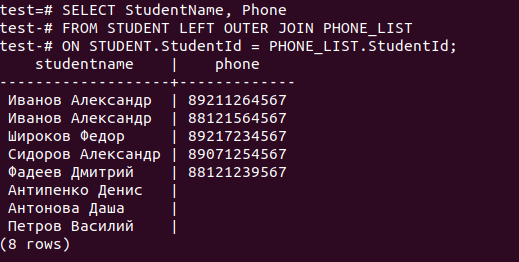 test=# SELECT StudentName, Phone
test-# FROM STUDENT LEFT OUTER JOIN PHONE_LIST
test-# ON STUDENT.StudentId = PHONE_LIST.StudentId;
    studentname    |    phone
-------------------+-------------
 Иванов Александр  | 89211264567
 Иванов Александр  | 88121564567
 Широков Федор     | 89217234567
 Сидоров Александр | 89071254567
 Фадеев Дмитрий    | 88121239567
 Антипенко Денис   |
 Антонова Даша     |
 Петров Василий    |
(8 rows)